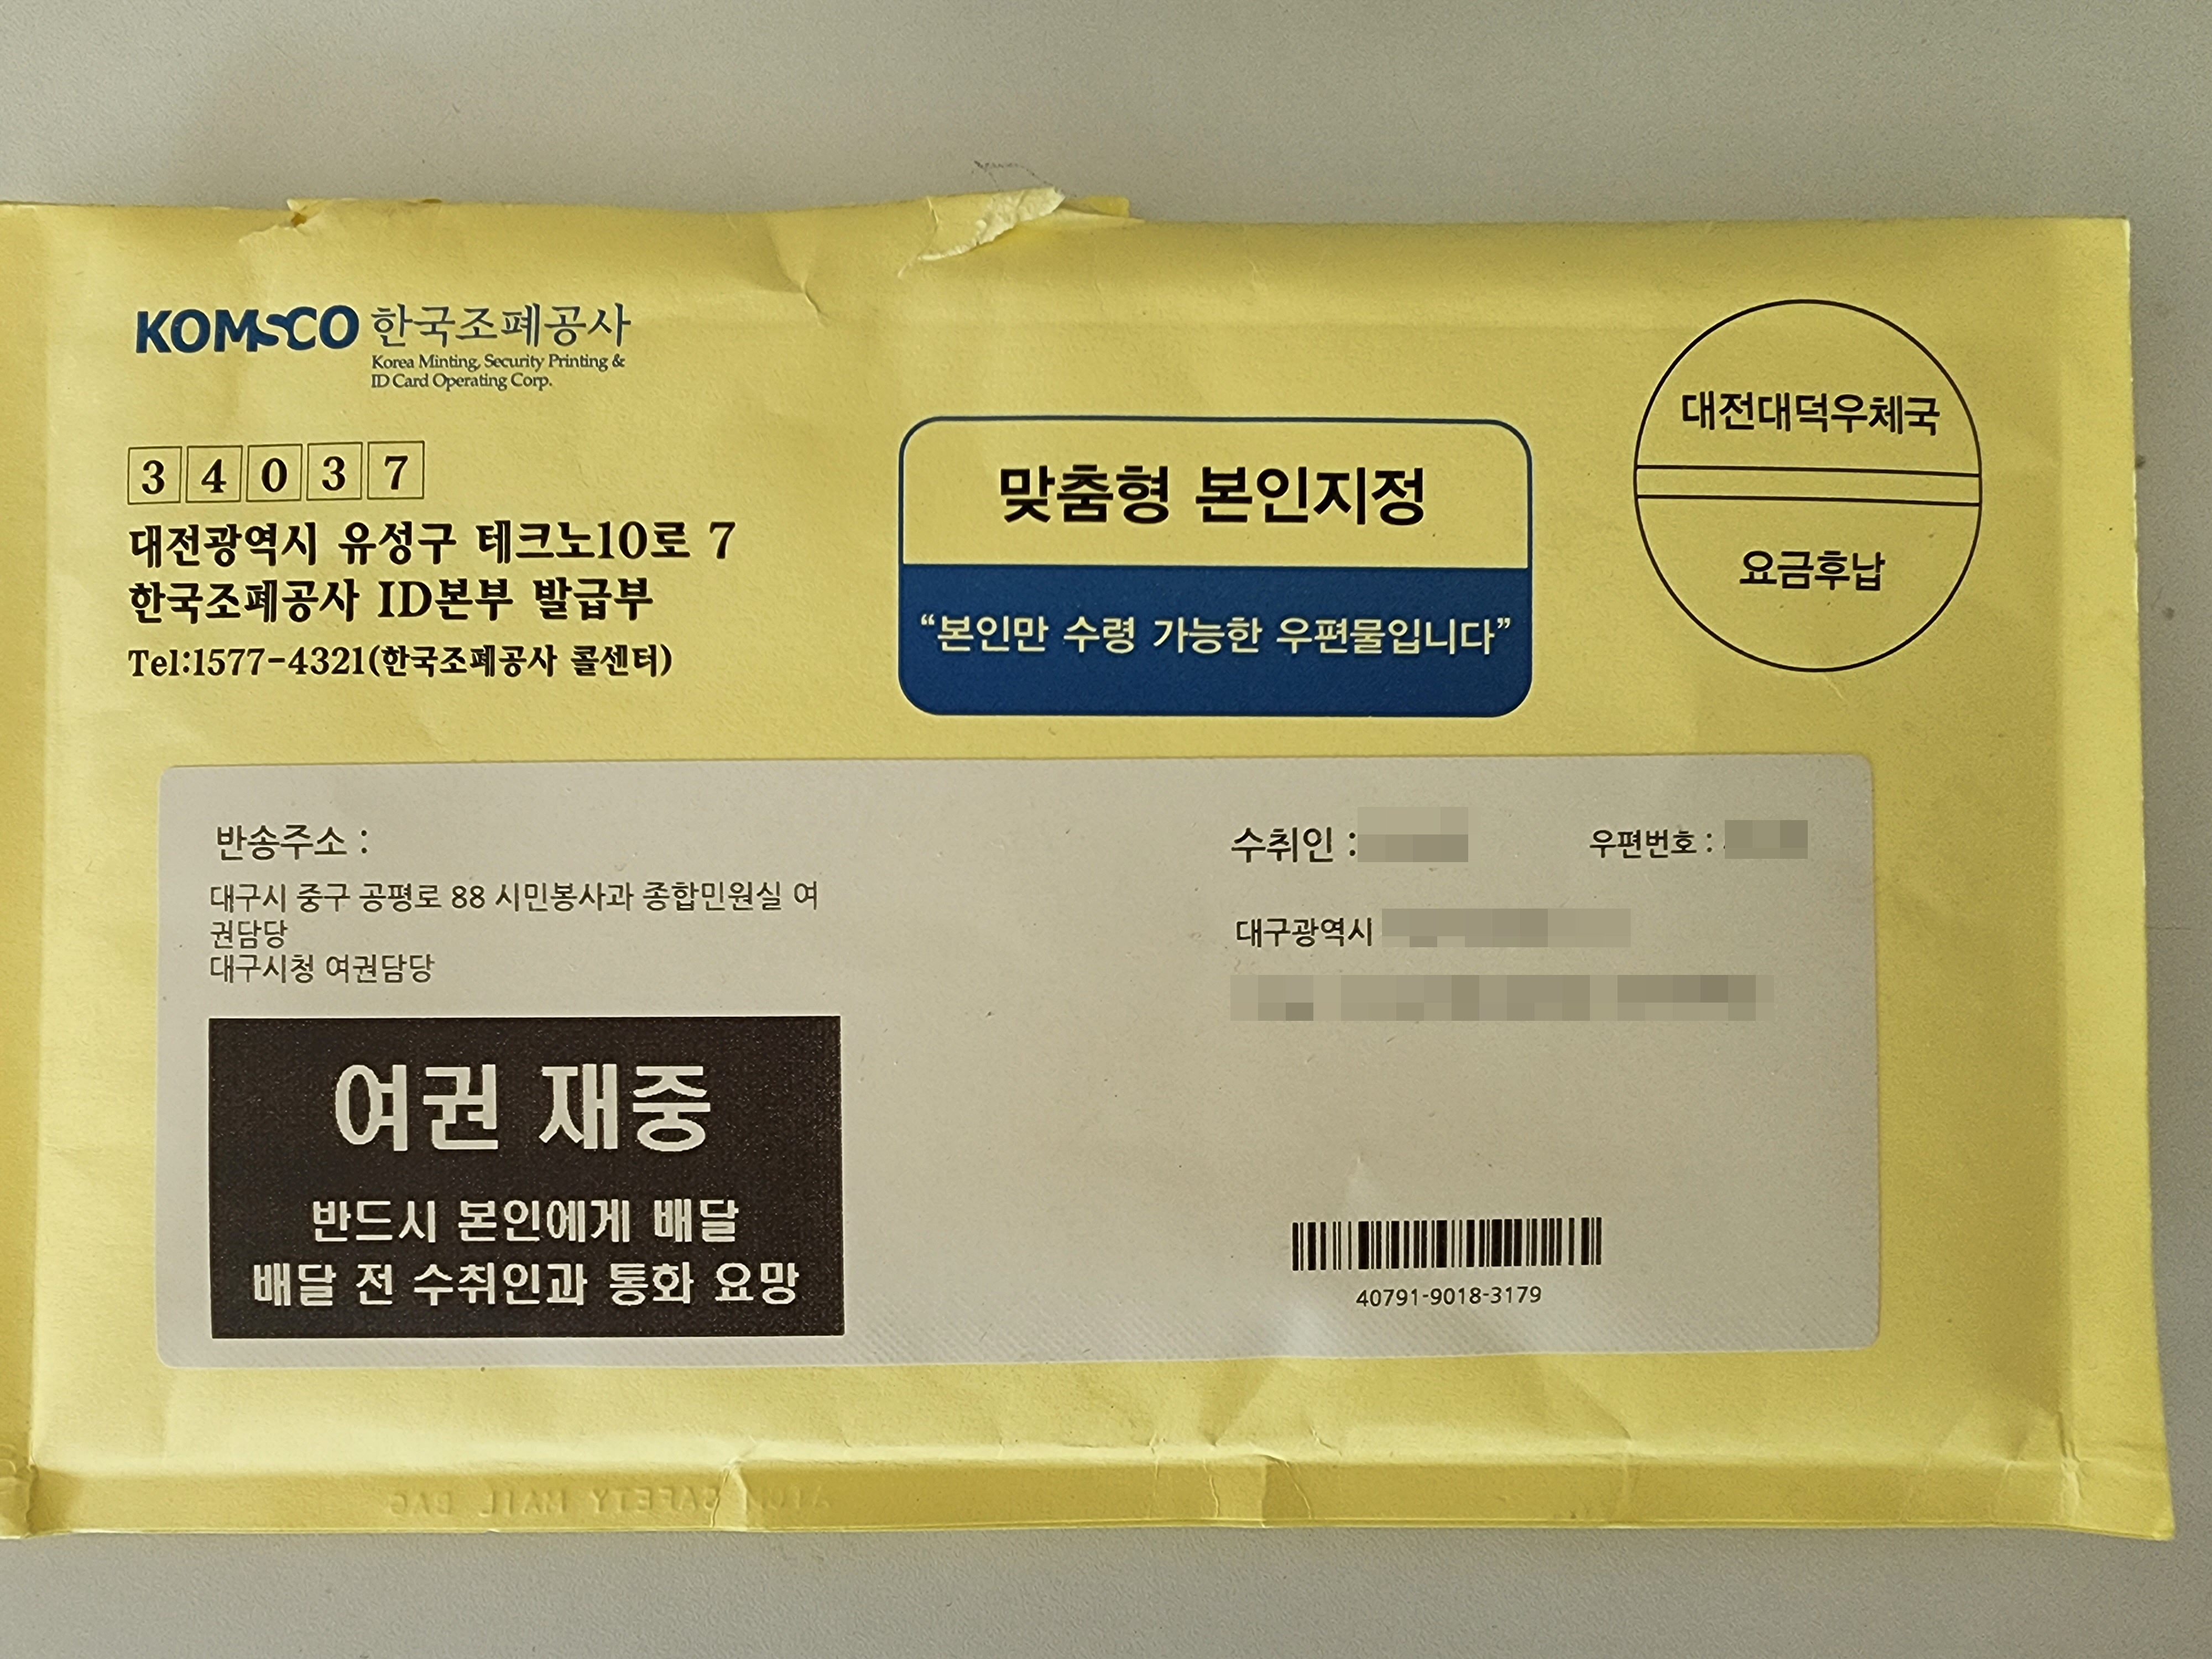 KOMSCO 한국조폐공사
Korea Minting, Security Printing &
ID Card Operating Corp.
34037
대전광역시 유성구 테크노10로 7
한국조폐공사 ID본부 발급부
Tel:1577-4321(한국조폐공사 콜센터)
맞춤형 본인지정
“본인만 수령 가능한 우편물입니다”
대전대덕우체국
요금후납
반송주소 :
대구시 중구 공평로 88 시민봉사과 종합민원실 여
권담당
대구시청 여권담당
여권 재중
반드시 본인에게 배달
배달 전 수취인과 통화 요망
수취인 :
우편번호 :
대구광역시
40791-9018-3179
SAFETY MAIL BAG